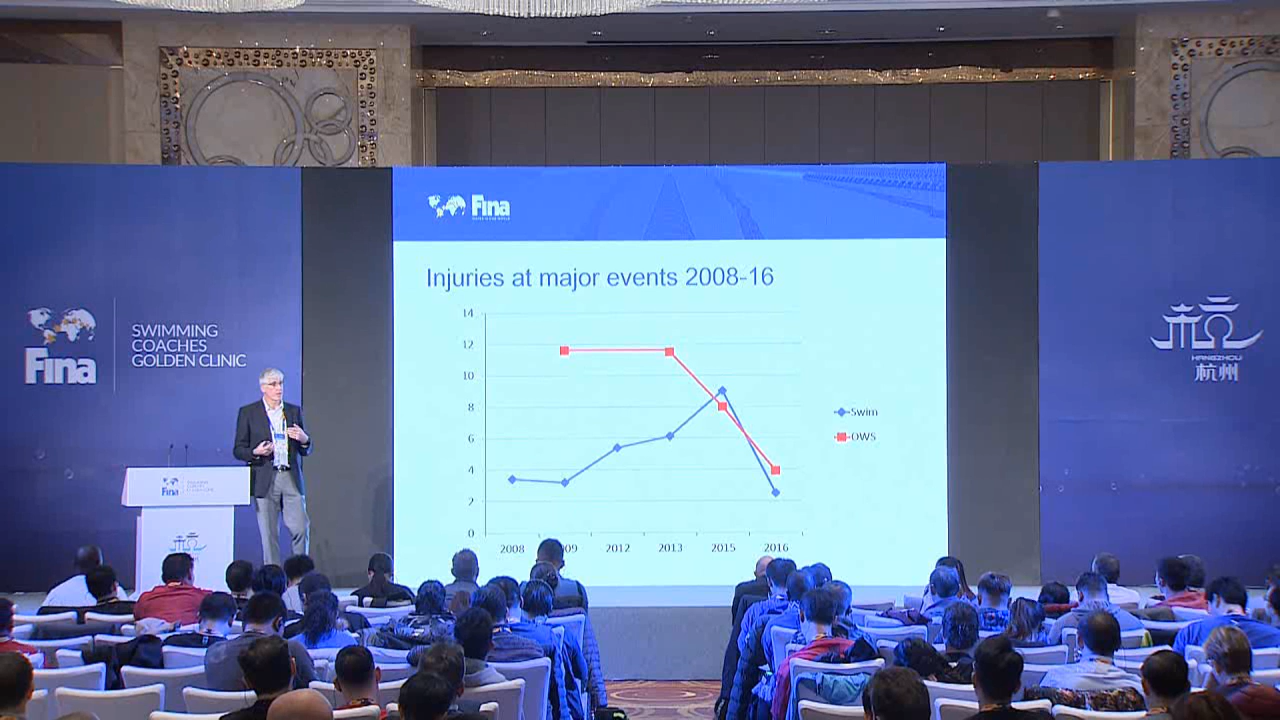 Fina
Injuries at major events 2008-16
14
12
10
8
6
4
2
0
2008
09
2012
2013
2015
2016
Swim
OWS
Fina
SWIMMING
COACHES
GOLDEN CLINIC
HANGZHOU
杭州
Fina